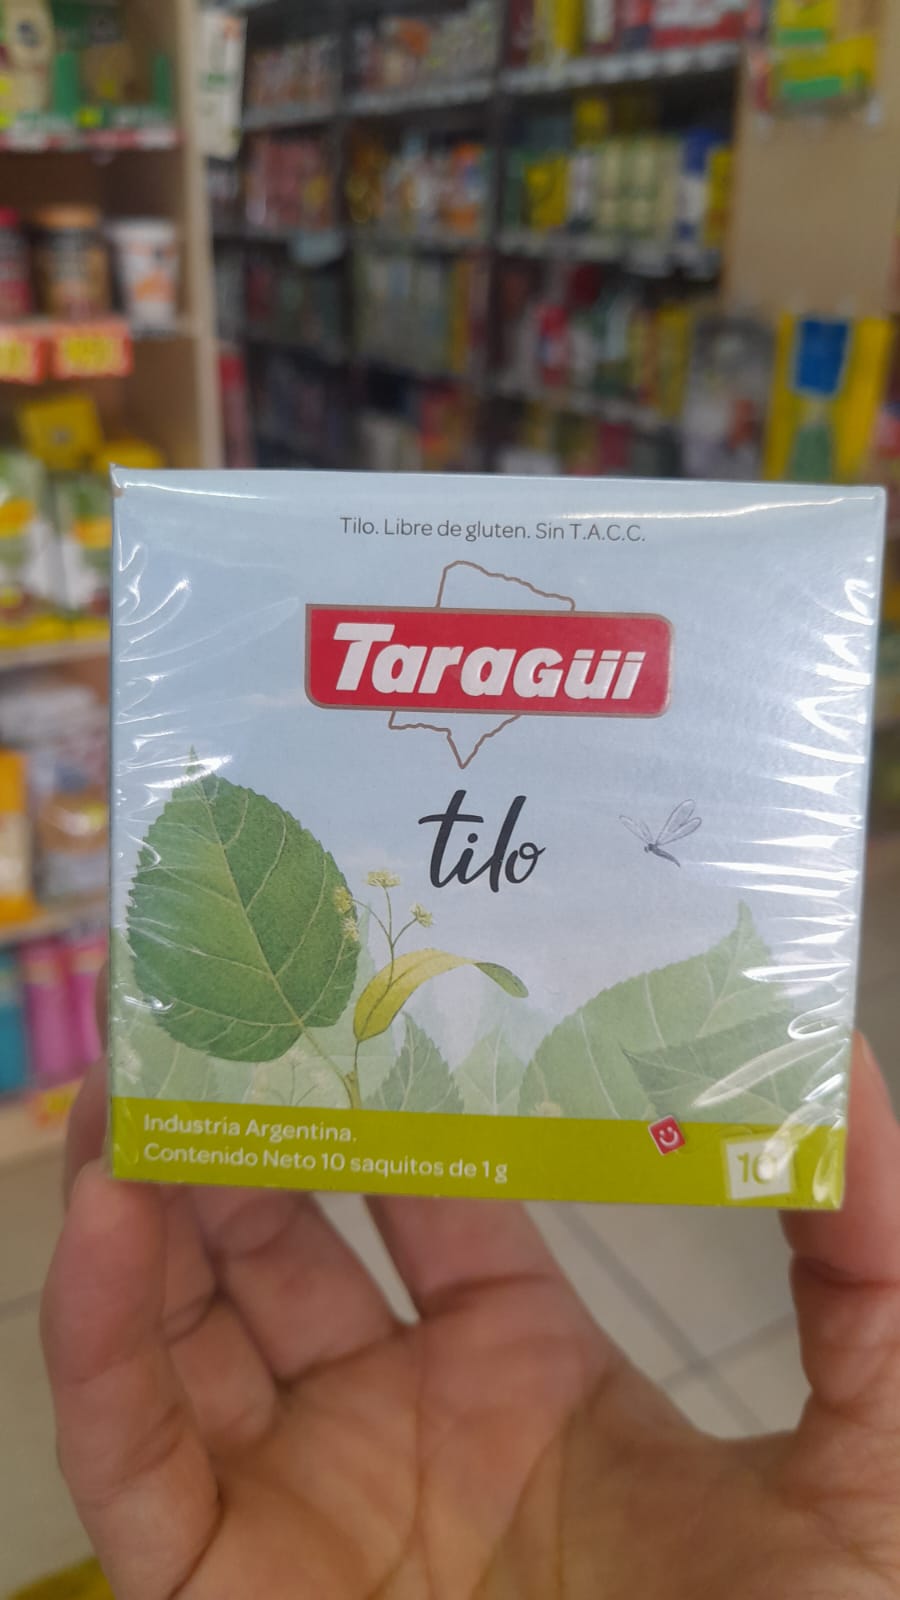 Tilo. Libre de gluten. Sin T.A.C.C.
Taragüi
tilo
Industria Argentina.
Contenido Neto 10 saquitos de 1 g
10